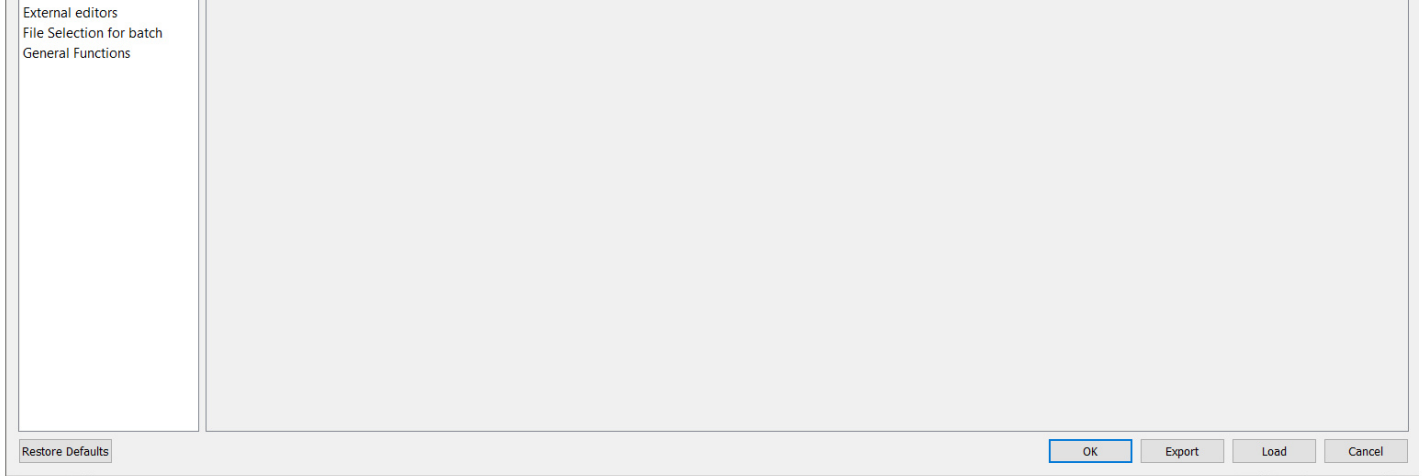 External editors
File Selection for batch
General Functions
Restore Defaults
OK
Export
Load
Cancel